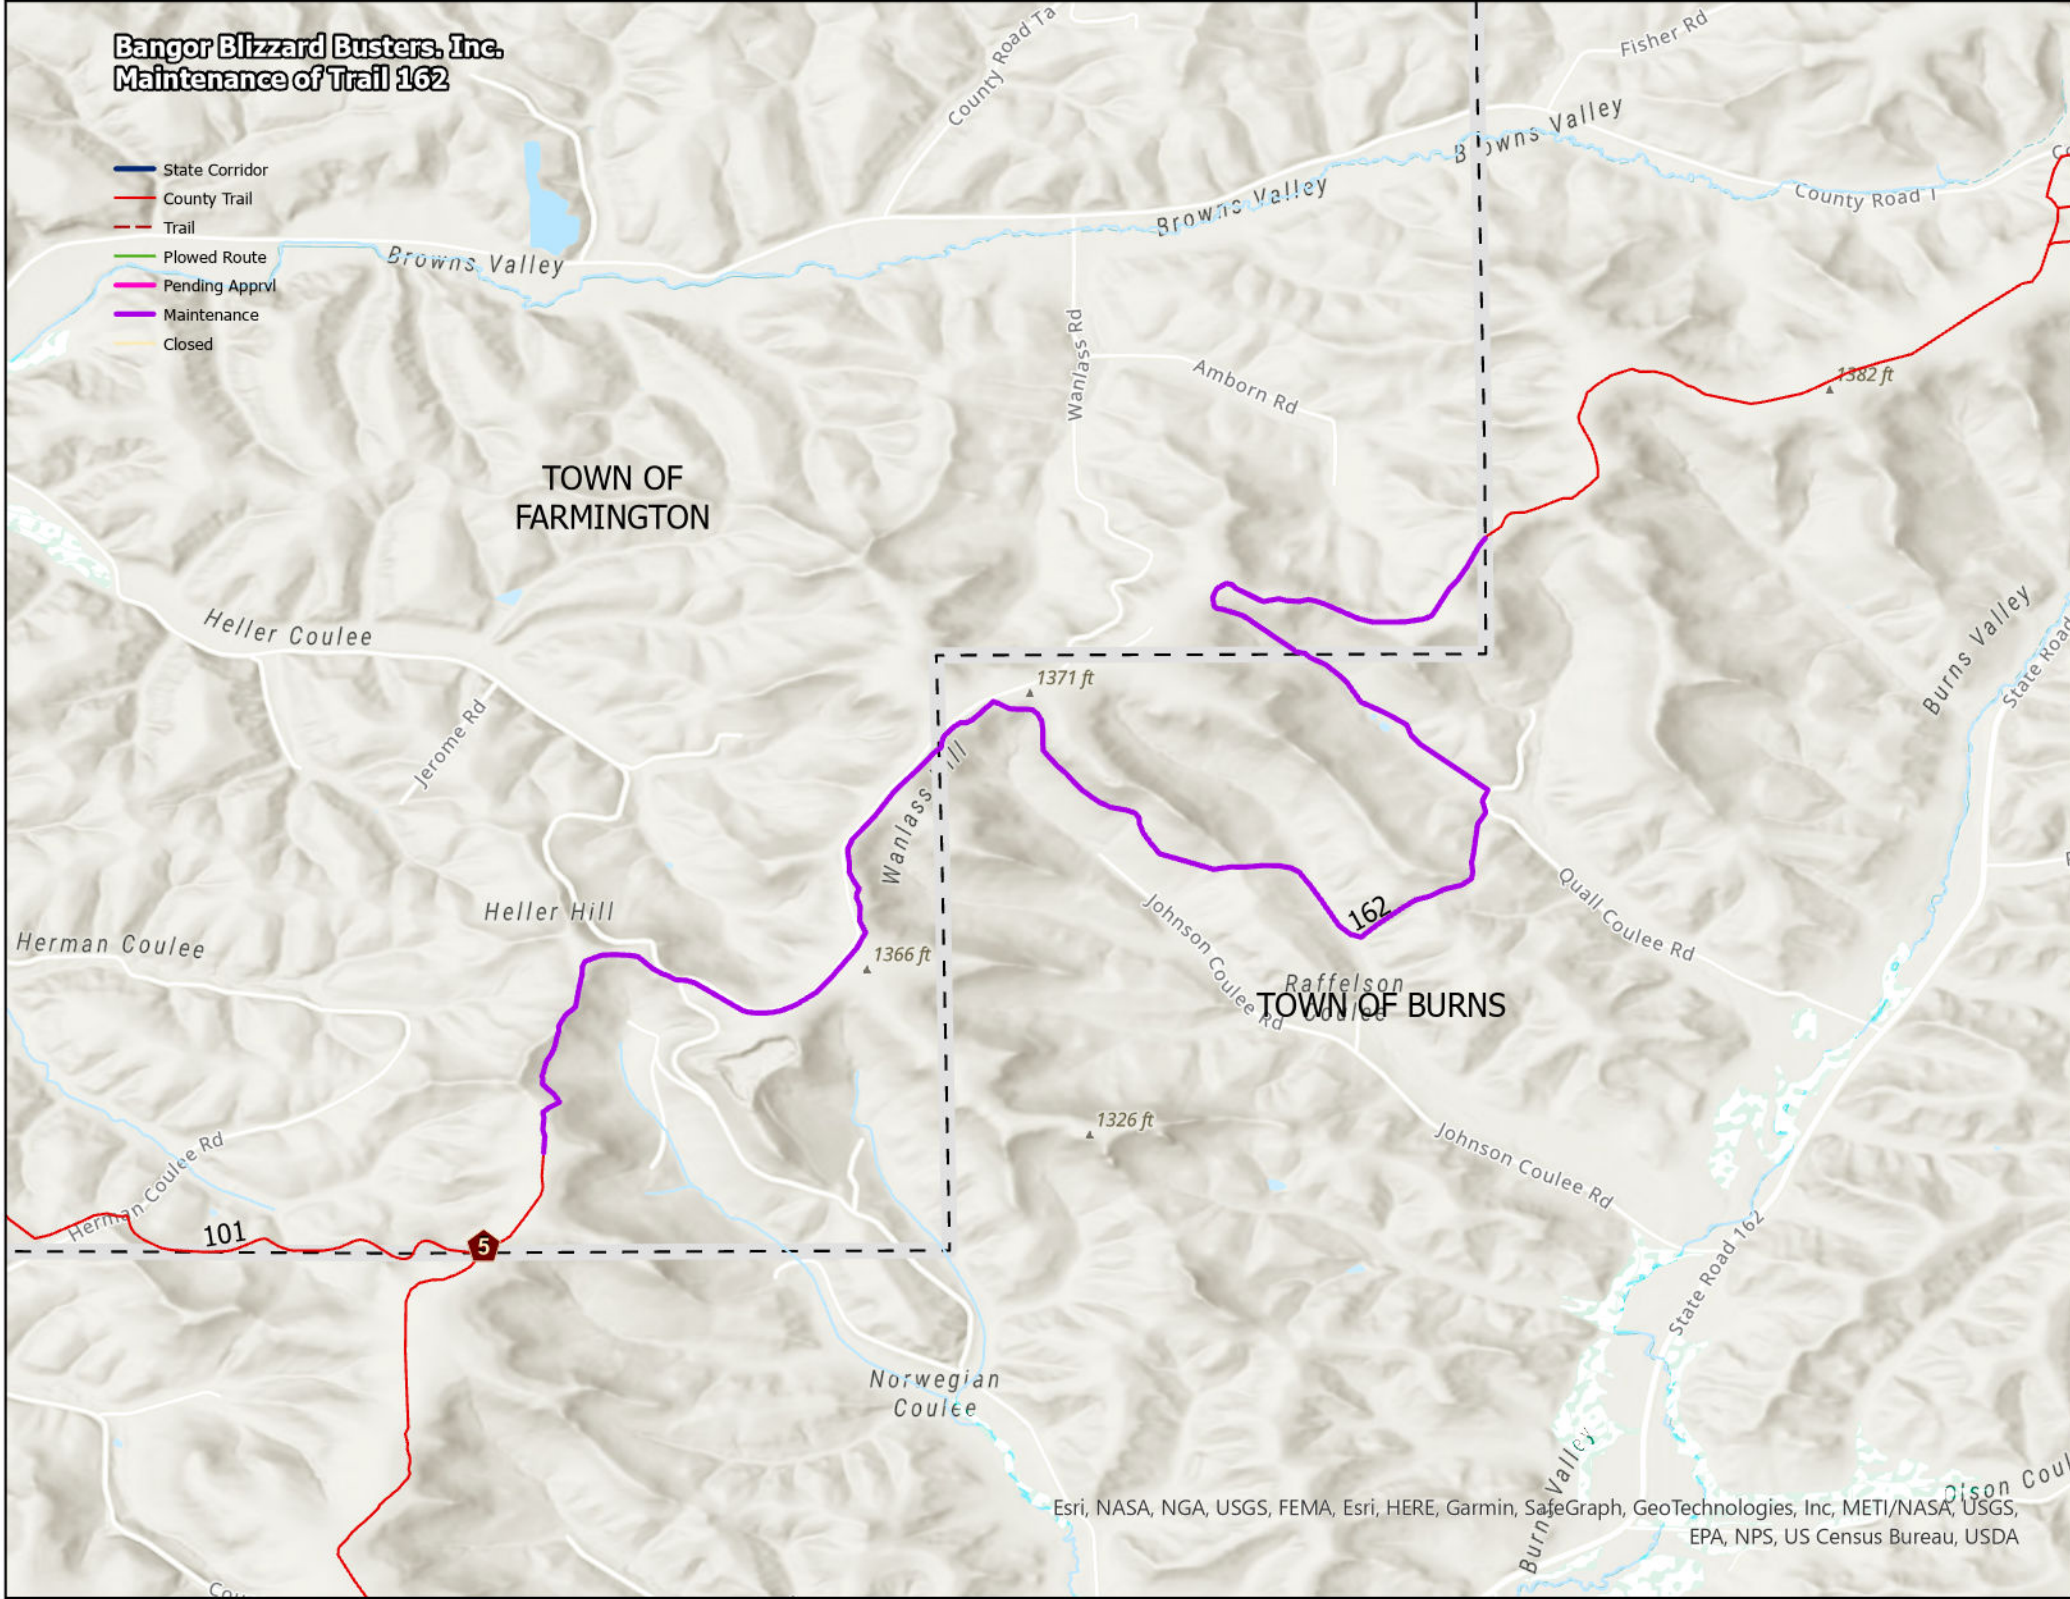 Bangor Blizzard Busters. Inc.
Maintenance of Trail 162
State Corridor
County Trail
Trail
Plowed Route
Pending Apprvl
Maintenance
Closed
County Road Ta
Fisher Rd
Browns Valley
County Road I
Browns Valley
Browns Valley
Wanlass Rd
Amborn Rd
1382 ft
TOWN OF
FARMINGTON
Heller Coulee
Jerome Rd
1371 ft
Burns Valley
State Road
Wanlass Hill
Heller Hill
Herman Coulee
1366 ft
162
Quall Coulee Rd
Johnson Coulee Rd
Raffelson
Coulee
TOWN OF BURNS
1326 ft
Johnson Coulee Rd
Herman Coulee Rd
101
5
State Road 162
Norwegian
Coulee
Burns Valley
Olson Coul
Esri, NASA, NGA, USGS, FEMA, Esri, HERE, Garmin, SafeGraph, GeoTechnologies, Inc, METI/NASA, USGS,
EPA, NPS, US Census Bureau, USDA
Cou